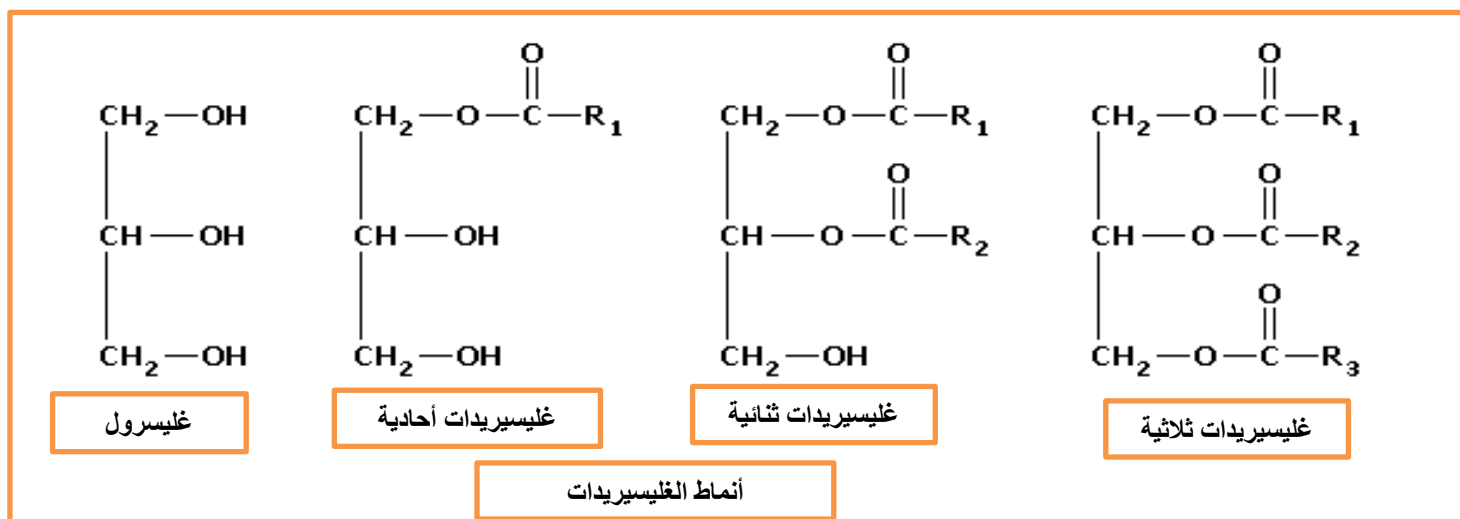 O O O
CH2—OH CH2—O—C—R1 CH2—O—C—R1 CH2—O—C—R1
O O
CH—OH CH—OH CH—O—C—R2 CH—O—C—R2
O
CH2—OH CH2—OH CH2—OH CH2—O—C—R3
غليسرول غليسيريدات أحادية غليسيريدات ثنائية غليسيريدات ثلاثية
أنماط الغليسيريدات